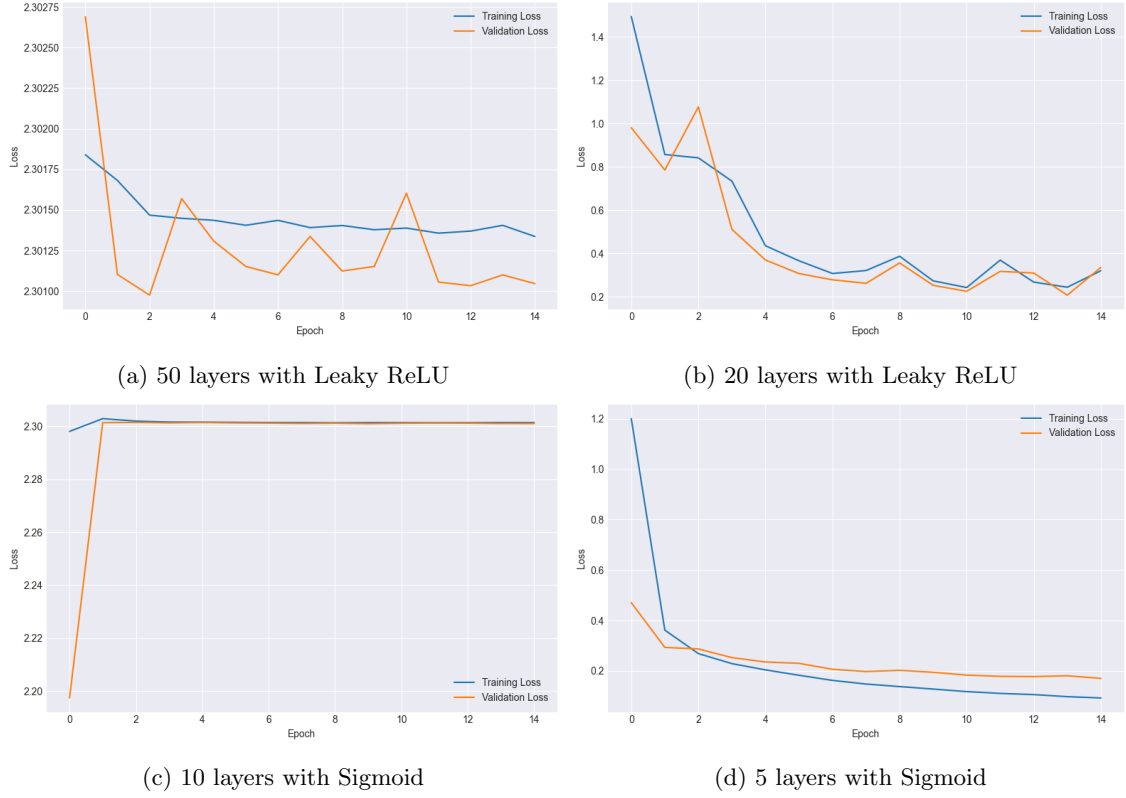 2.30275
2.30250
2.30225
2.30200
2.30175
2.30150
2.30125
2.30100
Loss
0 2 4 6 8 10 12 14
Epoch
Training Loss
Validation Loss
(a) 50 layers with Leaky ReLU
1.4
1.2
1.0
0.8
0.6
0.4
0.2
Loss
0 2 4 6 8 10 12 14
Epoch
Training Loss
Validation Loss
(b) 20 layers with Leaky ReLU
2.30
2.28
2.26
2.24
2.22
2.20
Loss
0 2 4 6 8 10 12 14
Epoch
Training Loss
Validation Loss
(c) 10 layers with Sigmoid
1.2
1.0
0.8
0.6
0.4
0.2
Loss
0 2 4 6 8 10 12 14
Epoch
Training Loss
Validation Loss
(d) 5 layers with Sigmoid